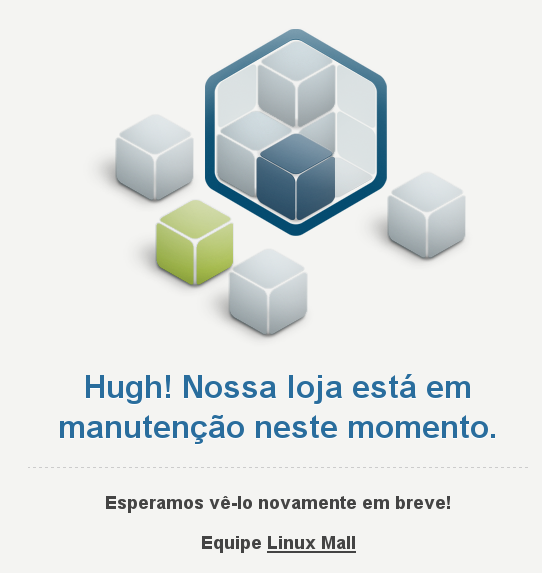 Hugh! Nossa loja está em
manutenção neste momento.
Esperamos vê-lo novamente em breve!
Equipe Linux Mall